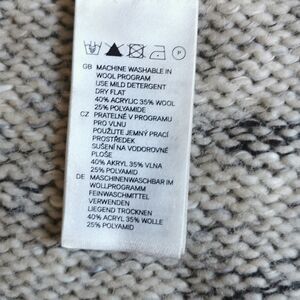 P
GB MACHINE WASHABLE IN
WOOL PROGRAM
USE MILD DETERGENT
DRY FLAT
40% ACRYLIC 35% WOOL
25% POLYAMIDE
CZ PRATELNÉ V PROGRAMU
PRO VLNU
POUŽIJTE JEMNÝ PRACÍ
PROSTŘEDEK
SUŠENÍ NA VODOROVNÉ
PLOŠE
40% AKRYL 35% VLNA
25% POLYAMID
DE MASCHINENWASCHBAR IM
WOLLPROGRAMM
FEINWASCHMITTEL
VERWENDEN
LIEGEND TROCKNEN
40% ACRYL 35% WOLLE
25% POLYAMID